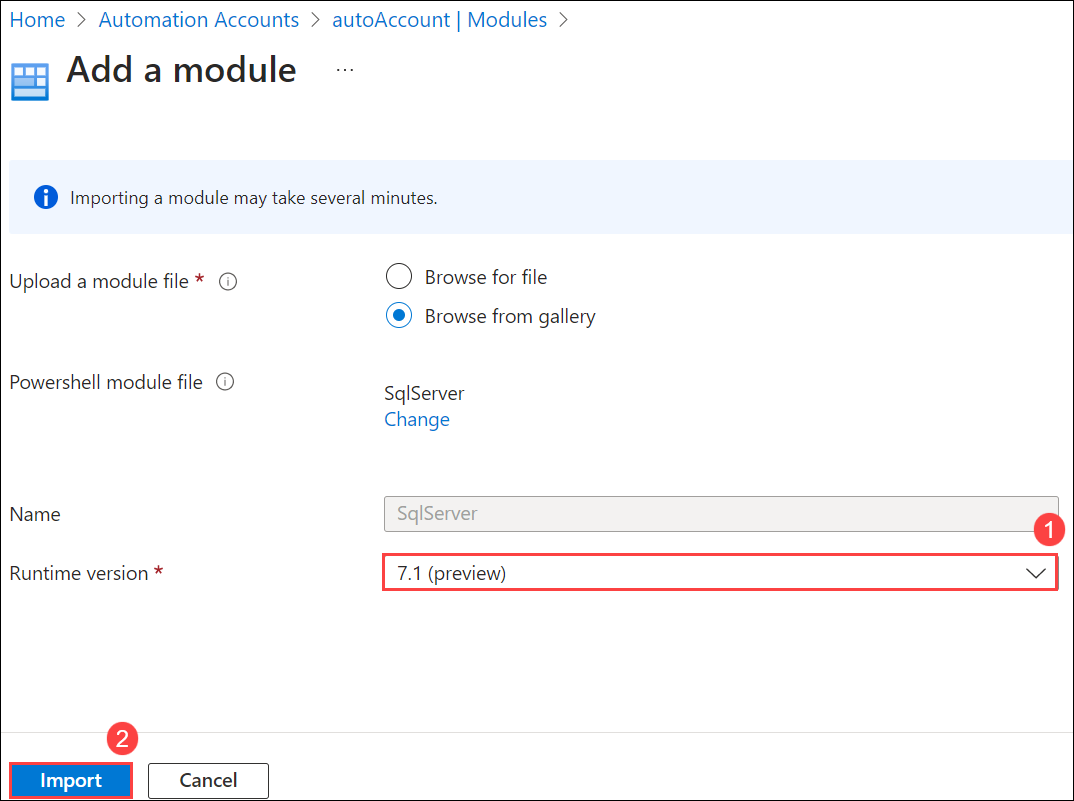 Home > Automation Accounts > autoAccount | Modules >
Add a module ...
Importing a module may take several minutes.
Upload a module file *
Browse for file
Browse from gallery
Powershell module file
SqlServer
Change
Name
SqlServer
1
Runtime version *
7.1 (preview)
2
Import
Cancel